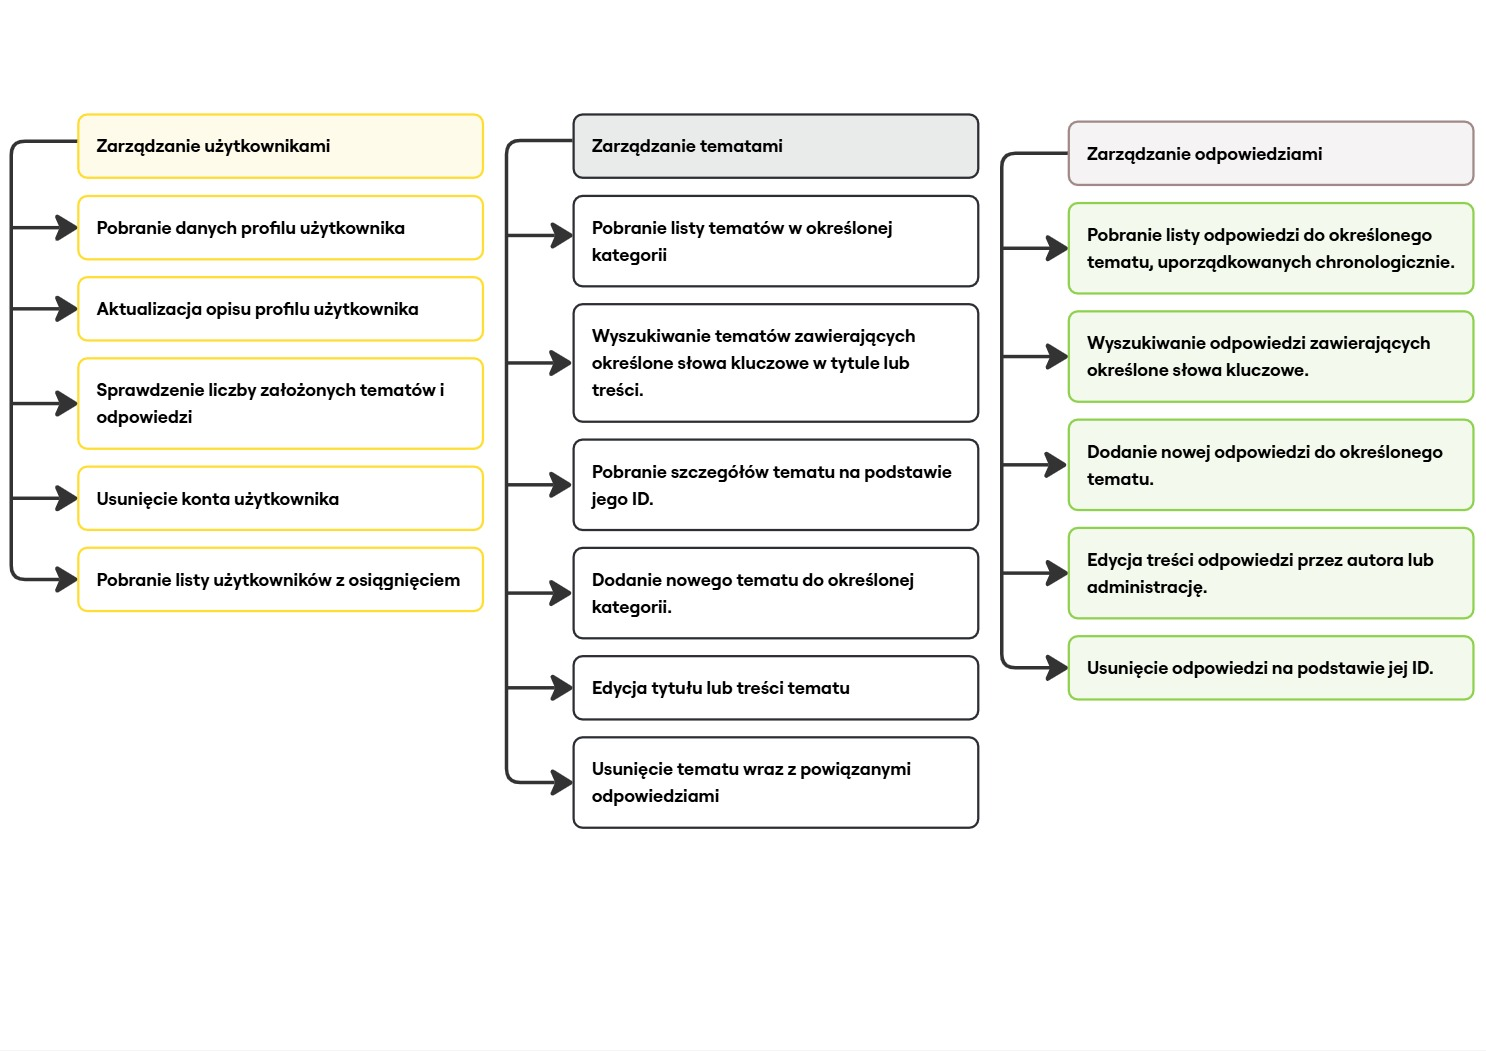 Zarządzanie użytkownikami
Pobranie danych profilu użytkownika
Aktualizacja opisu profilu użytkownika
Sprawdzenie liczby założonych tematów i
odpowiedzi
Usunięcie konta użytkownika
Pobranie listy użytkowników z osiągnięciem
Zarządzanie tematami
Pobranie listy tematów w określonej
kategorii
Wyszukiwanie tematów zawierających
określone słowa kluczowe w tytule lub
treści.
Pobranie szczegółów tematu na podstawie
jego ID.
Dodanie nowego tematu do określonej
kategorii.
Edycja tytułu lub treści tematu
Usunięcie tematu wraz z powiązanymi
odpowiedziami
Zarządzanie odpowiedziami
Pobranie listy odpowiedzi do określonego
tematu, uporządkowanych chronologicznie.
Wyszukiwanie odpowiedzi zawierających
określone słowa kluczowe.
Dodanie nowej odpowiedzi do określonego
tematu.
Edycja treści odpowiedzi przez autora lub
administrację.
Usunięcie odpowiedzi na podstawie jej ID.